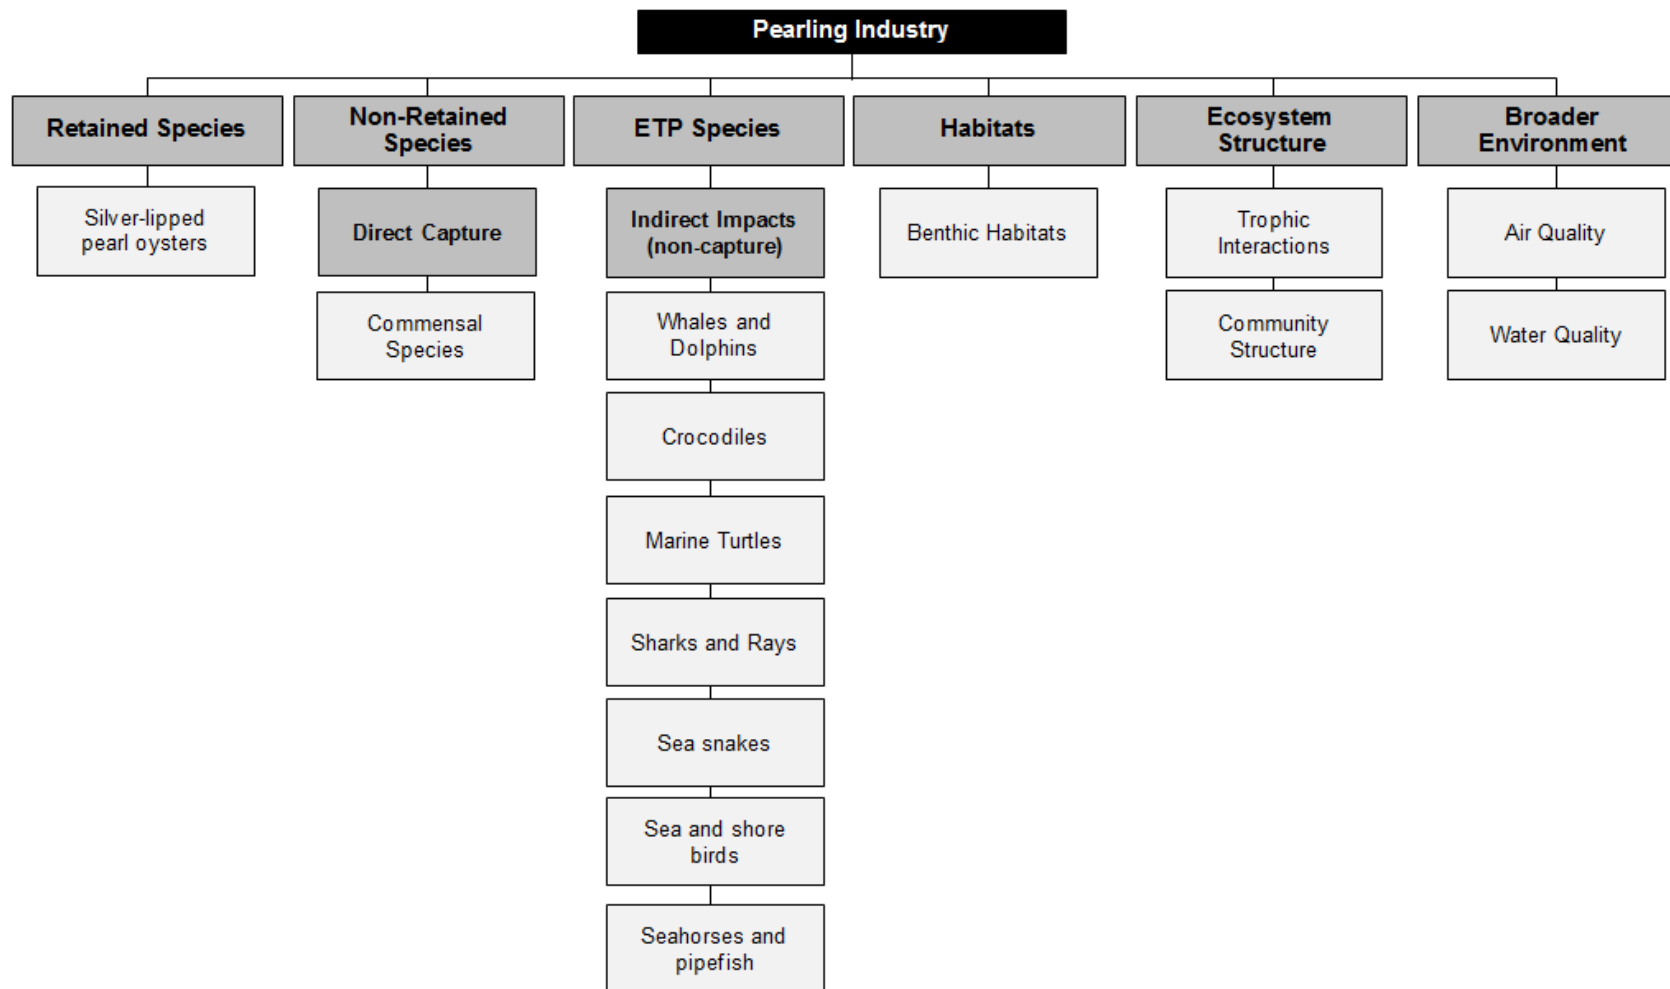 Pearling Industry
Retained Species
Non-Retained
Species
ETP Species
Habitats
Ecosystem
Structure
Broader
Environment
Silver-lipped
pearl oysters
Direct Capture
Commensal
Species
Indirect Impacts
(non-capture)
Whales and
Dolphins
Crocodiles
Marine Turtles
Sharks and Rays
Sea snakes
Sea and shore
birds
Seahorses and
pipefish
Benthic Habitats
Trophic
Interactions
Community
Structure
Air Quality
Water Quality